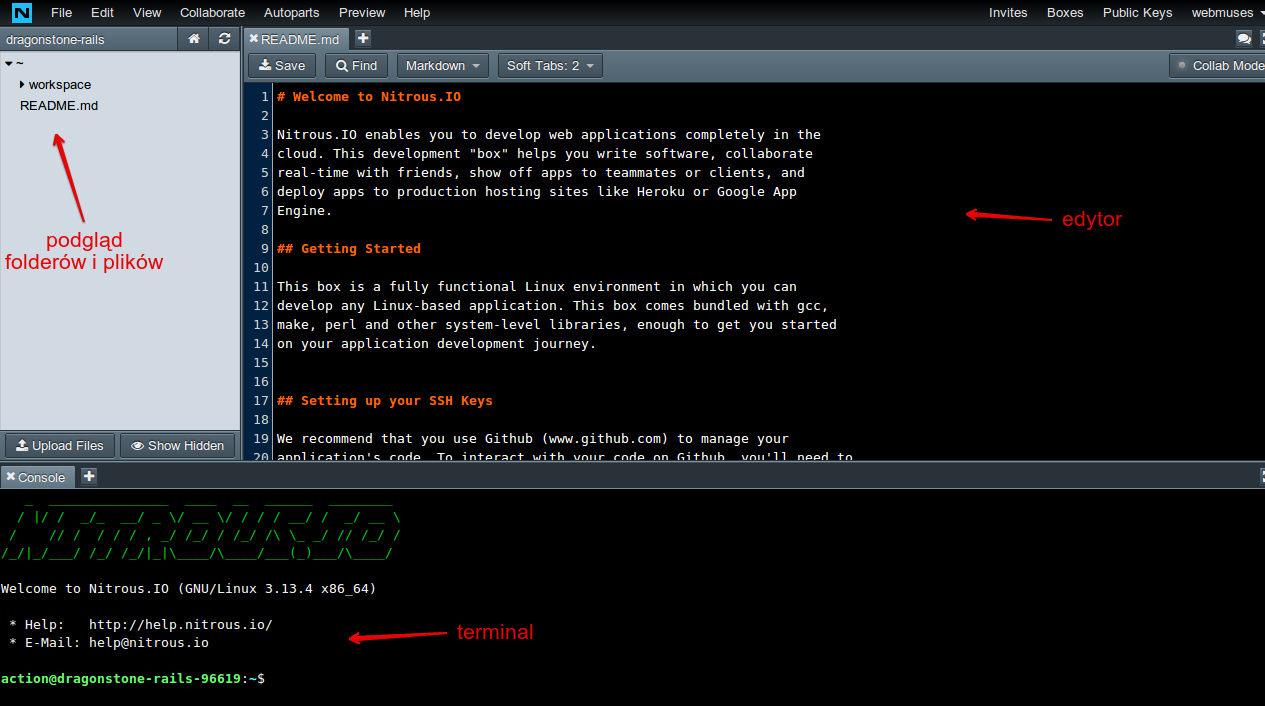 N File Edit View Collaborate Autoparts Preview Help Invites Boxes Public Keys webmuses
dragonstone-rails
README.md
Save Find Markdown Soft Tabs: 2 Collab Mode
~
workspace
README.md
podgląd
folderów i plików
Upload Files Show Hidden
1 # Welcome to Nitrous.IO
2
3 Nitrous.IO enables you to develop web applications completely in the
4 cloud. This development "box" helps you write software, collaborate
5 real-time with friends, show off apps to teammates or clients, and
6 deploy apps to production hosting sites like Heroku or Google App
7 Engine.
8
9 ## Getting Started
10
11 This box is a fully functional Linux environment in which you can
12 develop any Linux-based application. This box comes bundled with gcc,
13 make, perl and other system-level libraries, enough to get you started
14 on your application development journey.
15
16
17 ## Setting up your SSH Keys
18
19 We recommend that you use Github (www.github.com) to manage your
20 application's code. To interact with your code on Github, you'll need to
edytor
Console
Welcome to Nitrous.IO (GNU/Linux 3.13.4 x86_64)
* Help: http://help.nitrous.io/
* E-Mail: help@nitrous.io
terminal
action@dragonstone-rails-96619:~$